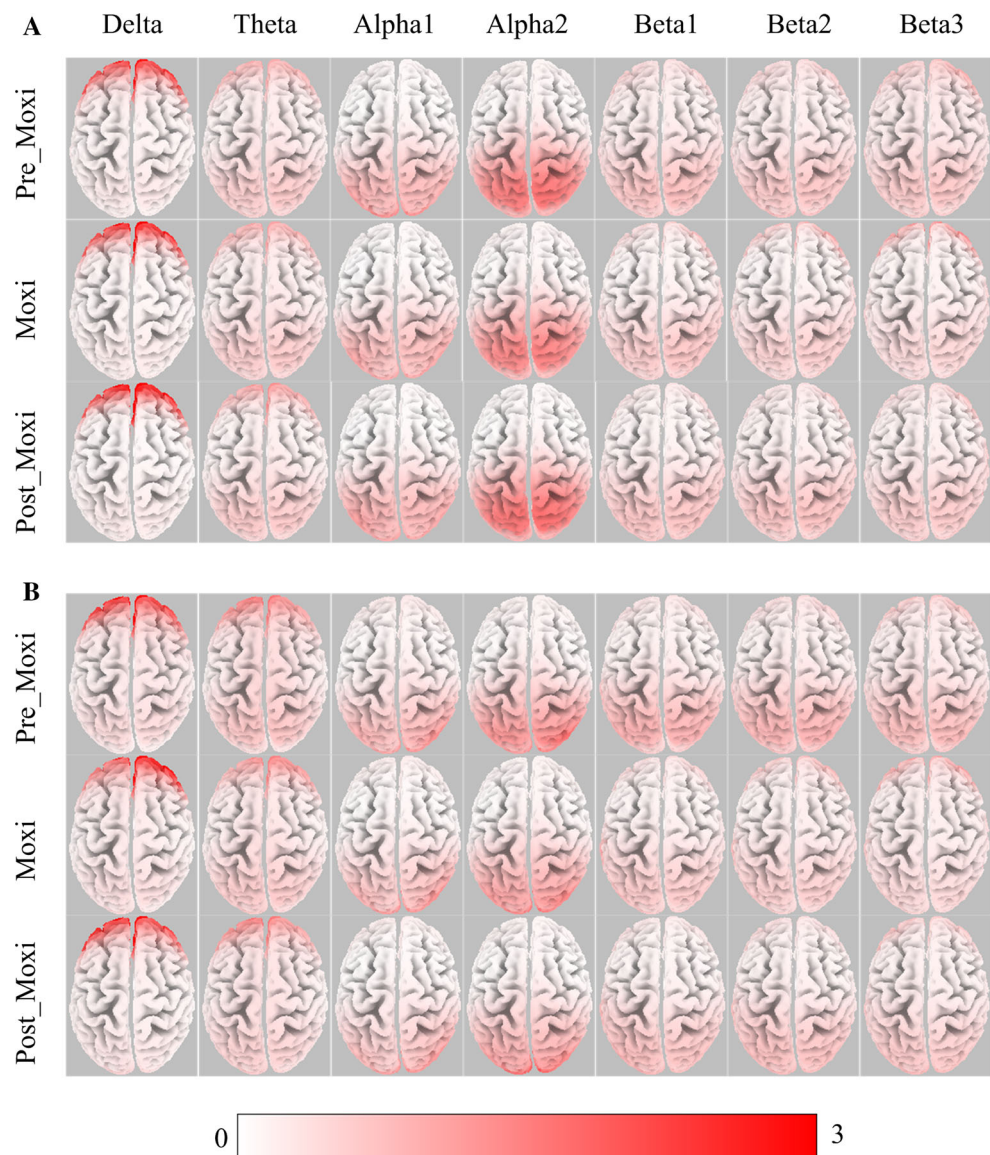 A Delta Theta Alpha1 Alpha2 Beta1 Beta2 Beta3
Pre_Moxi
Moxi
Post_Moxi
B
Pre_Moxi
Moxi
Post_Moxi
0 3